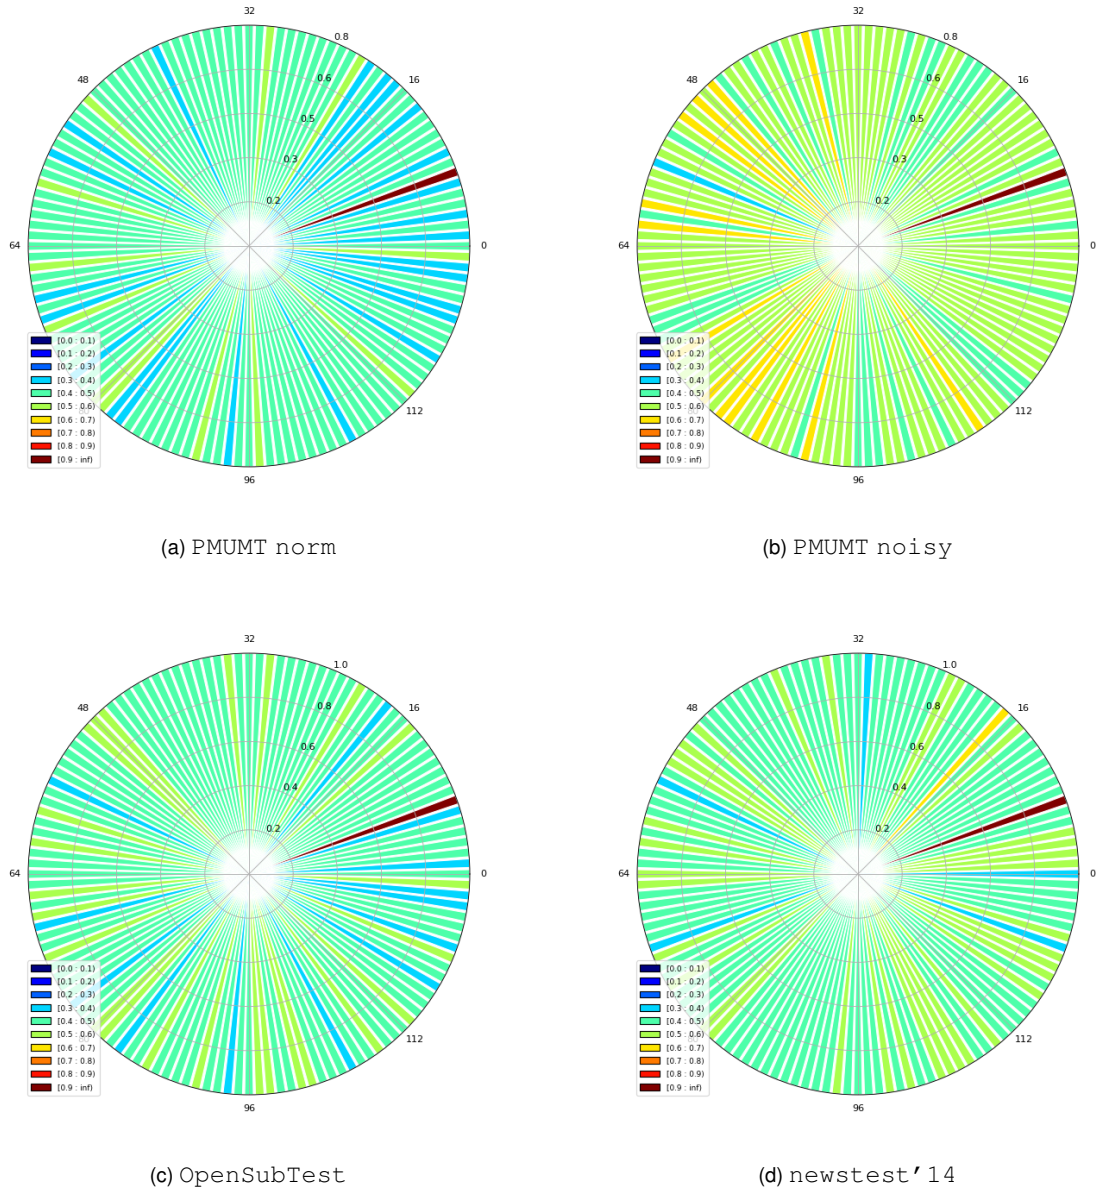 32
0.8
48
16
0.6
0.5
0.3
0.2
64
0
[0.0 : 0.1)
[0.1 : 0.2)
[0.2 : 0.3)
[0.3 : 0.4)
[0.4 : 0.5)
[0.5 : 0.6)
[0.6 : 0.7)
[0.7 : 0.8)
[0.8 : 0.9)
[0.9 : inf)
112
96
(a) PMUMT norm
32
0.8
48
16
0.6
0.5
0.3
0.2
64
0
[0.0 : 0.1)
[0.1 : 0.2)
[0.2 : 0.3)
[0.3 : 0.4)
[0.4 : 0.5)
[0.5 : 0.6)
[0.6 : 0.7)
[0.7 : 0.8)
[0.8 : 0.9)
[0.9 : inf)
112
96
(b) PMUMT noisy
32
1.0
48
16
0.8
0.6
0.4
0.2
64
0
[0.0 : 0.1)
[0.1 : 0.2)
[0.2 : 0.3)
[0.3 : 0.4)
[0.4 : 0.5)
[0.5 : 0.6)
[0.6 : 0.7)
[0.7 : 0.8)
[0.8 : 0.9)
[0.9 : inf)
112
96
(c) OpenSubTest
32
1.0
48
16
0.8
0.6
0.4
0.2
64
0
[0.0 : 0.1)
[0.1 : 0.2)
[0.2 : 0.3)
[0.3 : 0.4)
[0.4 : 0.5)
[0.5 : 0.6)
[0.6 : 0.7)
[0.7 : 0.8)
[0.8 : 0.9)
[0.9 : inf)
112
96
(d) newstest'14